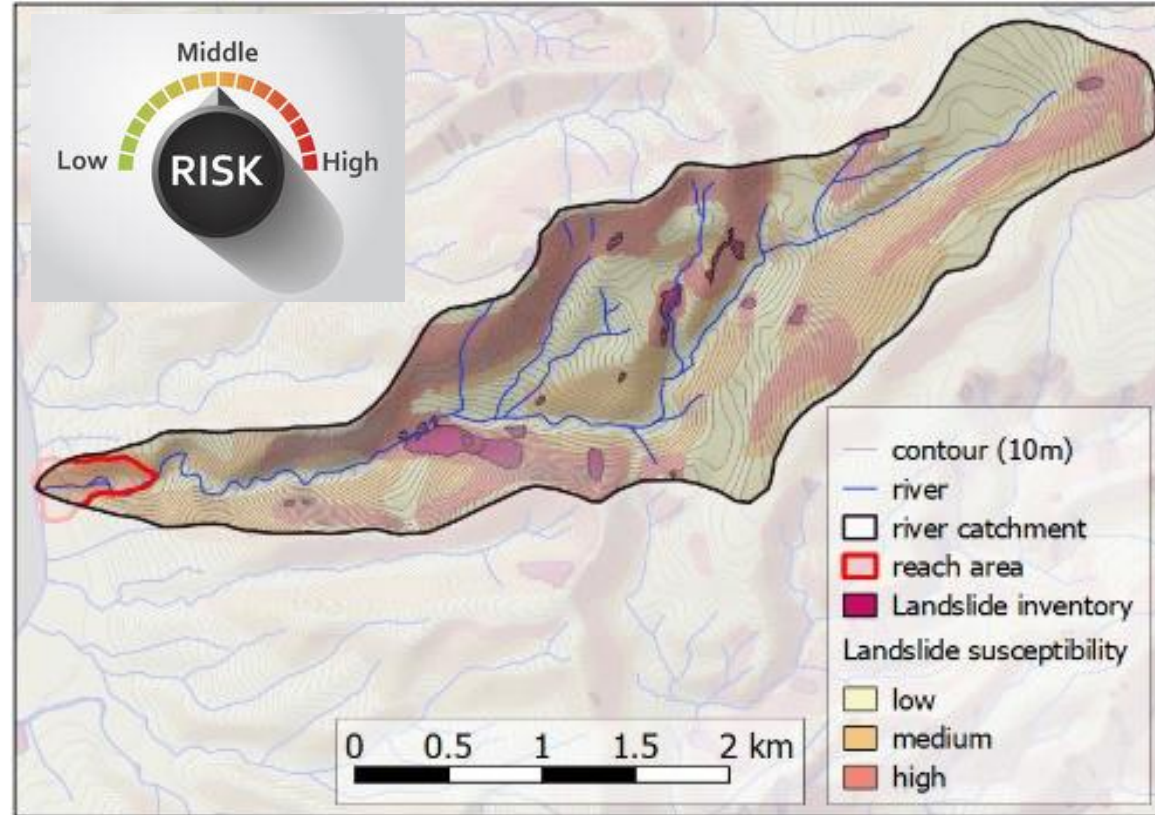 Middle
Low
High
RISK
contour (10m)
river
river catchment
reach area
Landslide inventory
Landslide susceptibility
low
medium
high
0 0.5 1 1.5 2 km